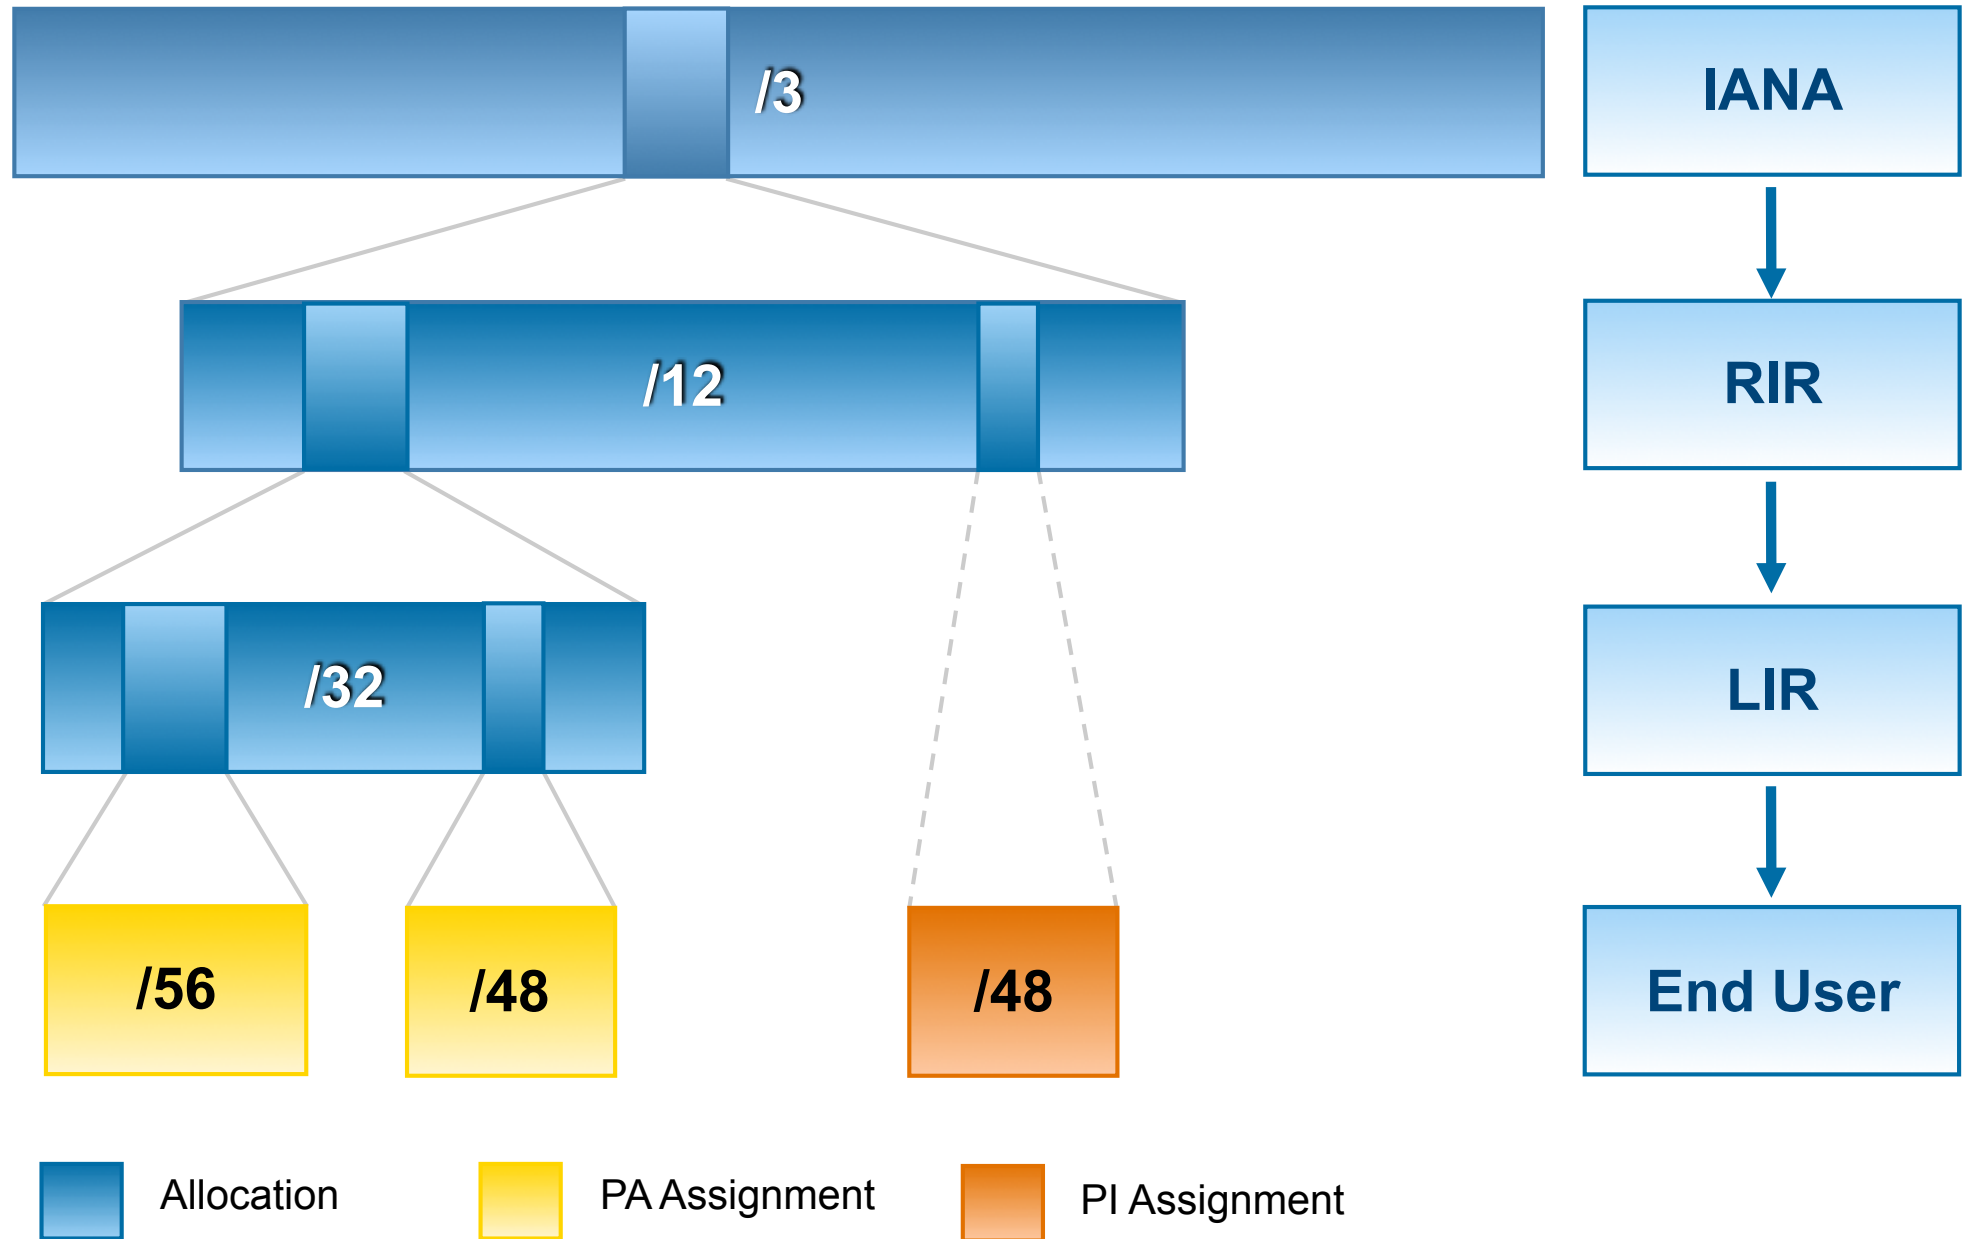 /3
IANA
/12
RIR
/32
LIR
/56
/48
/48
End User
Allocation
PA Assignment
PI Assignment